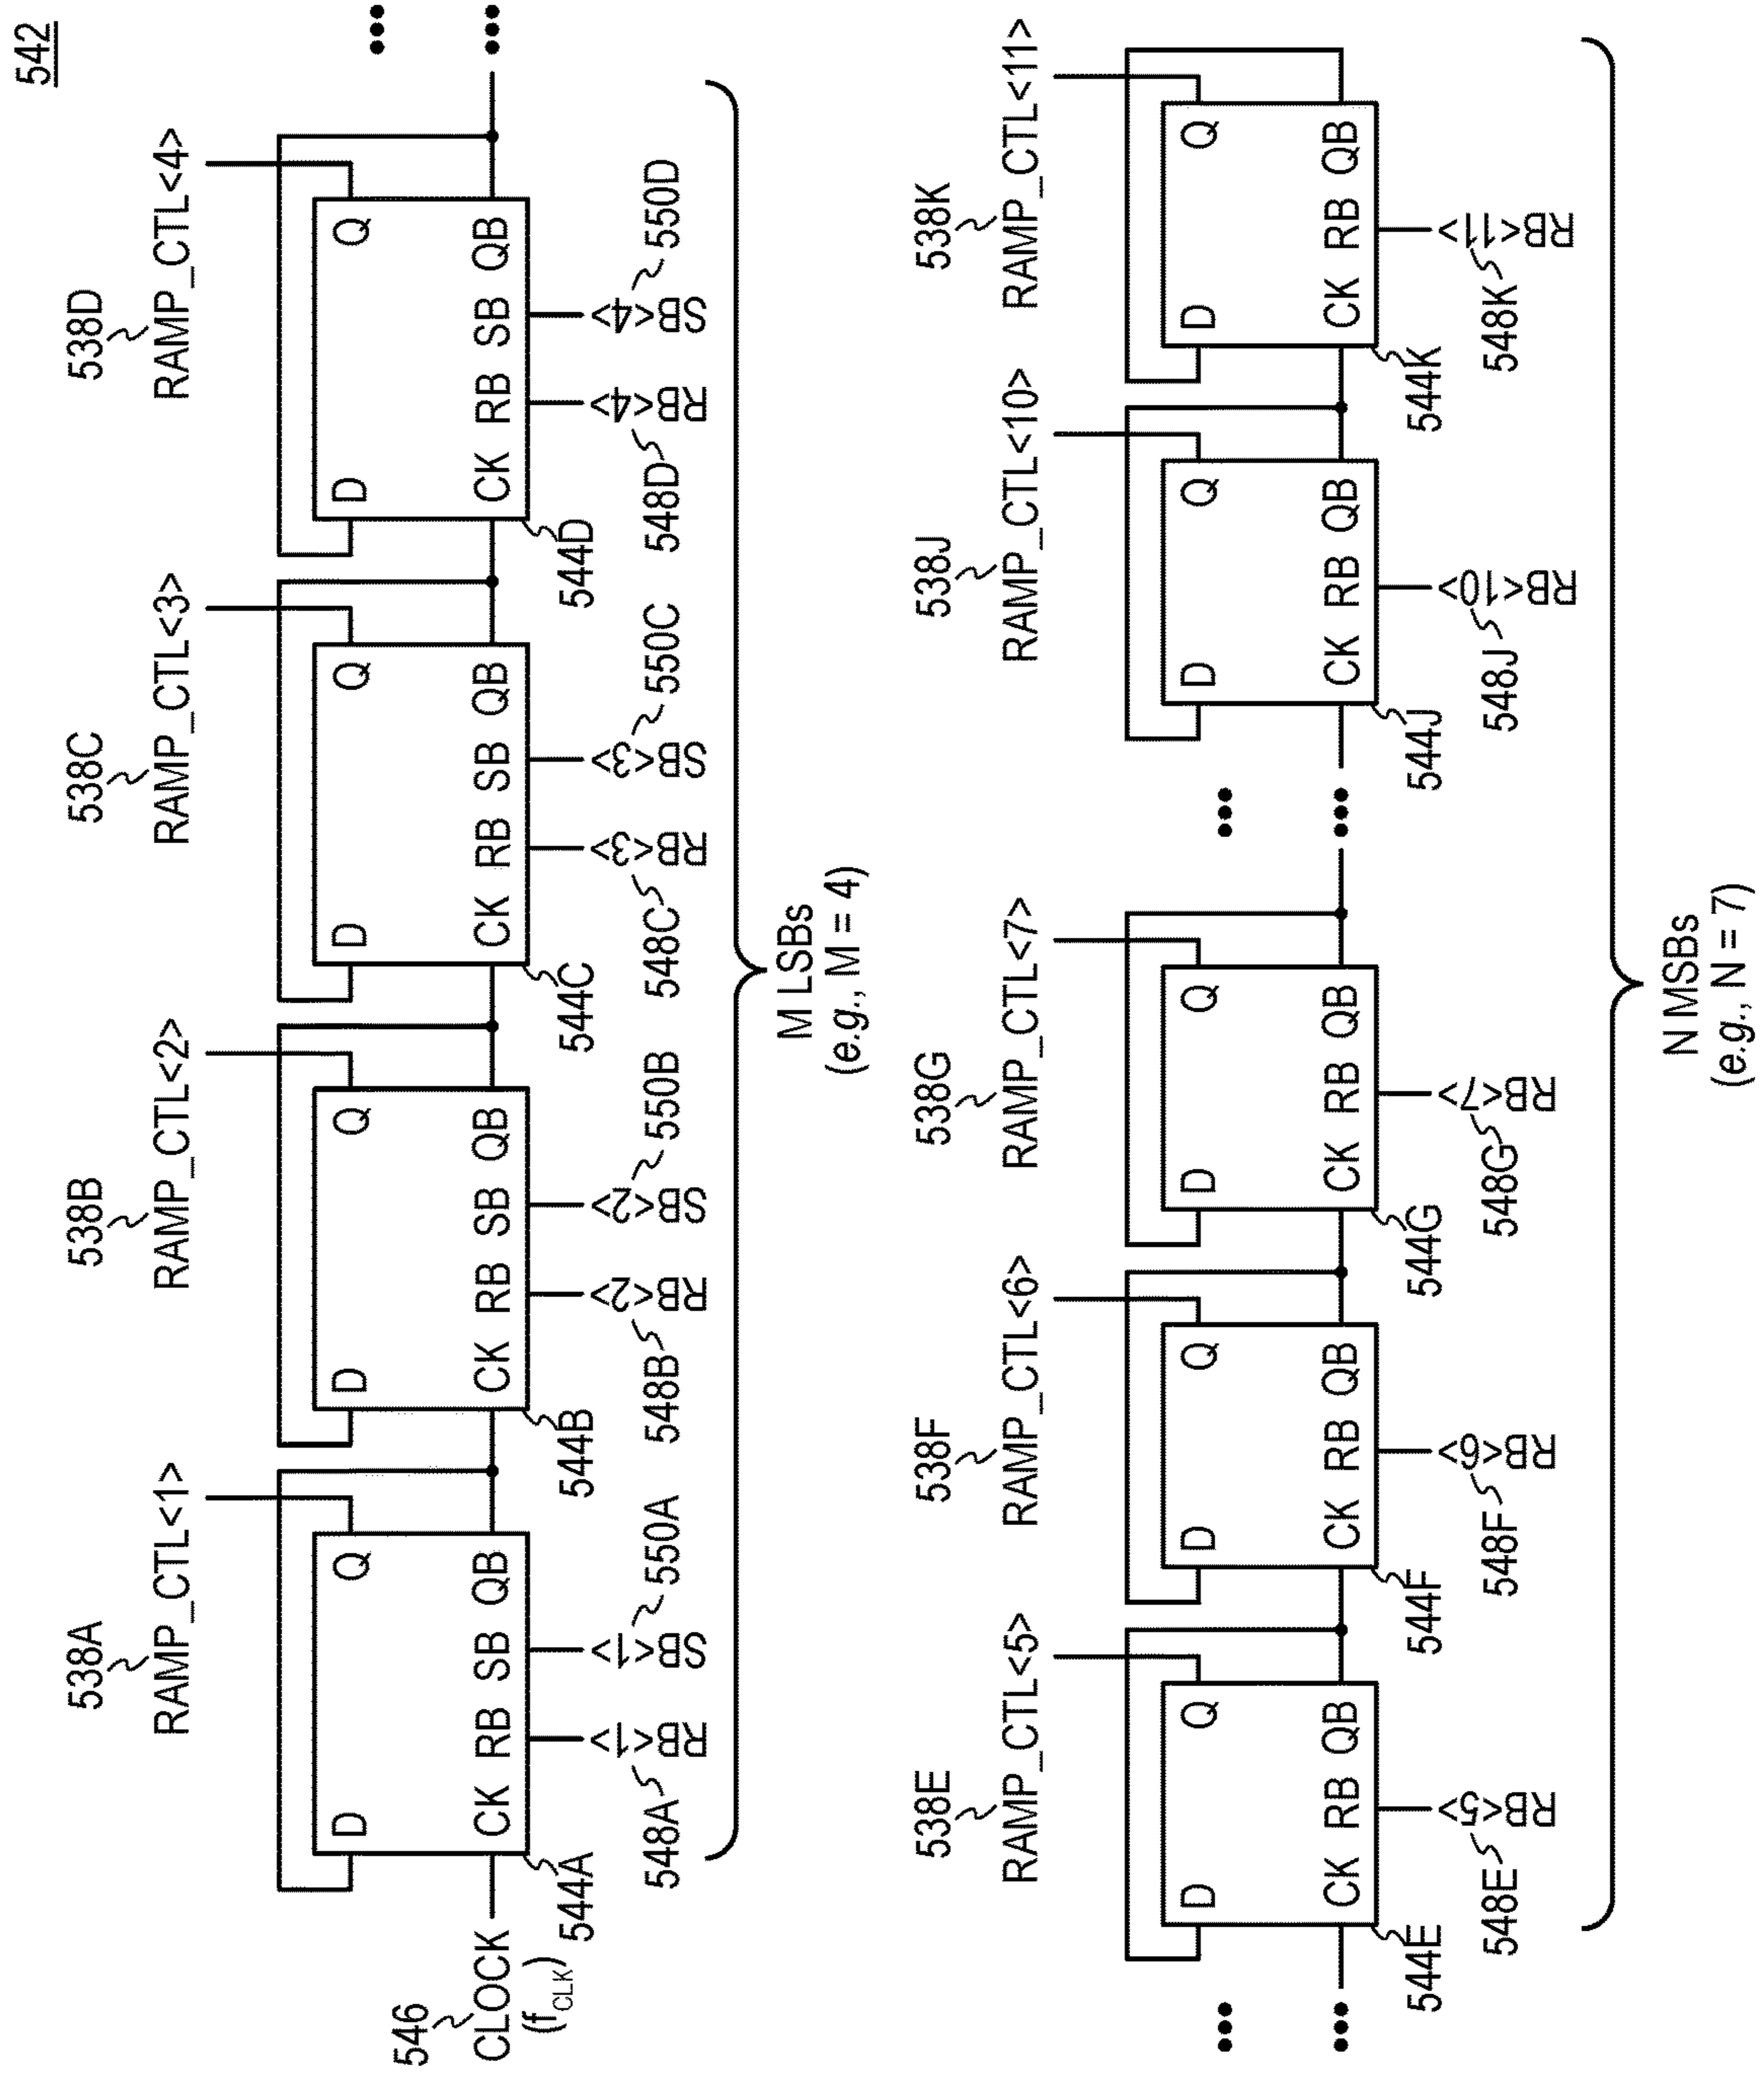 542
538A
RAMP_CTL<1>
538B
RAMP_CTL<2>
538C
RAMP_CTL<3>
538D
RAMP_CTL<4>
D Q
D Q
D Q
D Q
546
CLOCK
(fCLK)
CK RB SB QB
CK RB SB QB
CK RB SB QB
CK RB SB QB
544A
548A
RB<1>
SB<1>
550A
544B
548B
RB<2>
SB<2>
550B
544C
548C
RB<3>
SB<3>
550C
544D
548D
RB<4>
SB<4>
550D
M LSBs
(e.g., M = 4)
538E
RAMP_CTL<5>
538F
RAMP_CTL<6>
538G
RAMP_CTL<7>
538J
RAMP_CTL<10>
538K
RAMP_CTL<11>
D Q
D Q
D Q
D Q
D Q
CK RB QB
CK RB QB
CK RB QB
CK RB QB
CK RB QB
544E
548E
RB<5>
544F
548F
RB<6>
544G
548G
RB<7>
544J
548J
RB<10>
544K
548K
RB<11>
N MSBs
(e.g., N = 7)